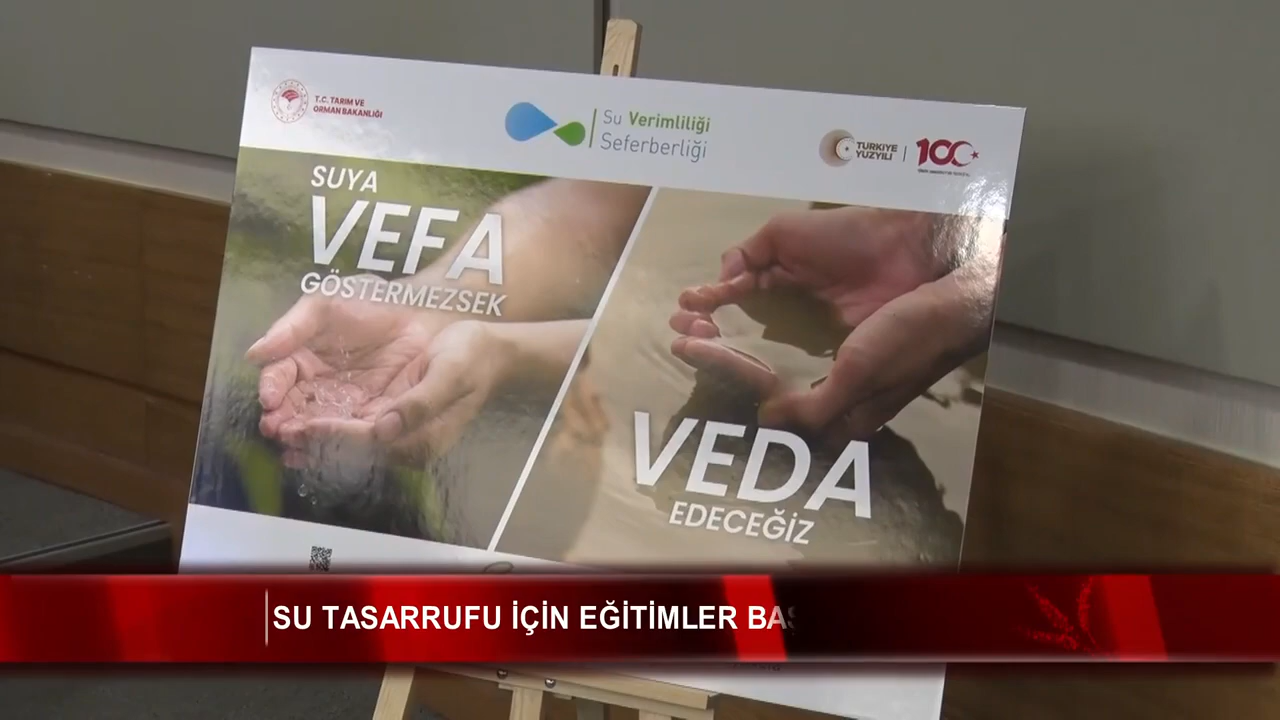 T.C. TARIM VE
ORMAN BAKANLIĞI
Su Verimliliği
Seferberliği
TÜRKİYE
YÜZYILI
100
SUYA
VEFA
GÖSTERMEZSEK
VEDA
EDECEĞİZ
SU TASARRUFU İÇİN EĞİTİMLER